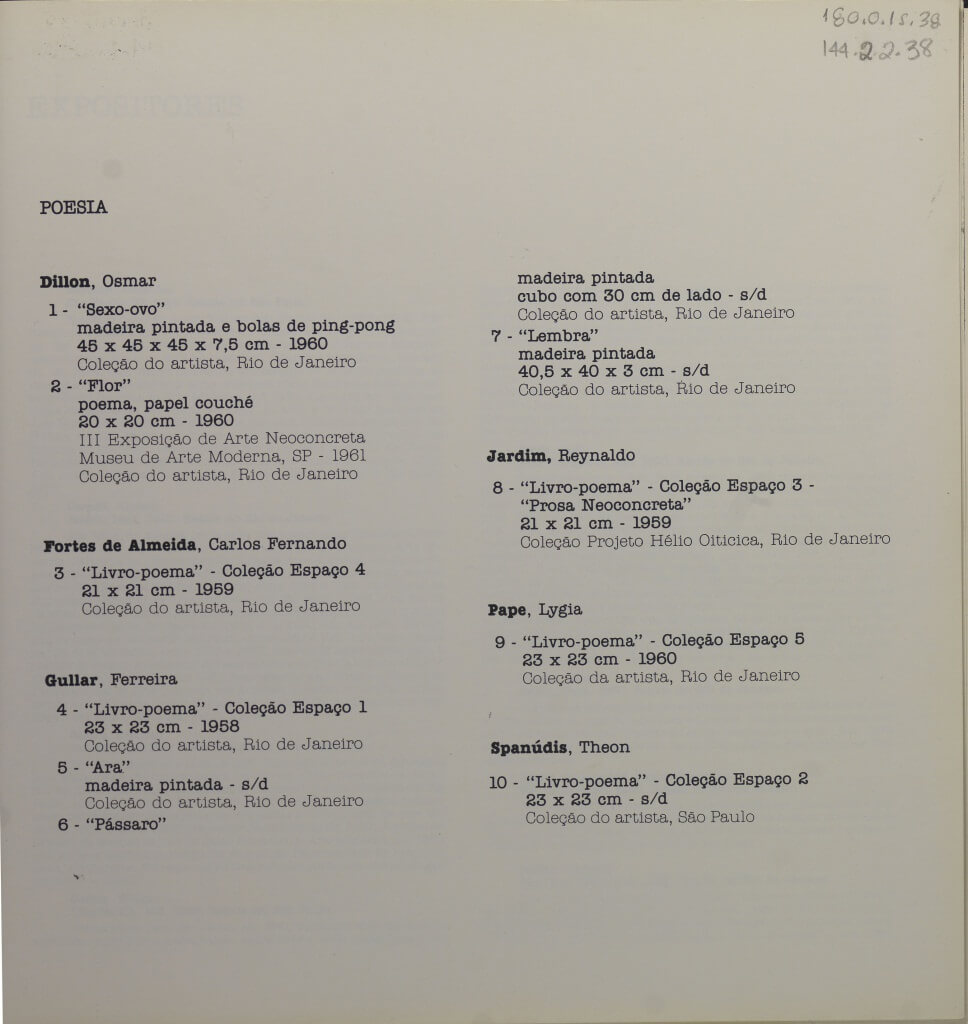 180.0.15.38
144.2.2.38
EXPOSITORES
POESIA
Dillon, Osmar
1 - “Sexo-ovo”
madeira pintada e bolas de ping-pong
45 x 45 x 45 x 7,5 cm - 1960
Coleção do artista, Rio de Janeiro
2 - “Flor”
poema, papel couché
20 x 20 cm - 1960
III Exposição de Arte Neoconcreta
Museu de Arte Moderna, SP - 1961
Coleção do artista, Rio de Janeiro
Fortes de Almeida, Carlos Fernando
3 - “Livro-poema” - Coleção Espaço 4
21 x 21 cm - 1959
Coleção do artista, Rio de Janeiro
Gullar, Ferreira
4 - “Livro-poema” - Coleção Espaço 1
23 x 23 cm - 1958
Coleção do artista, Rio de Janeiro
5 - “Ara”
madeira pintada - s/d
Coleção do artista, Rio de Janeiro
6 - “Pássaro”
madeira pintada
cubo com 30 cm de lado - s/d
Coleção do artista, Rio de Janeiro
7 - “Lembra”
madeira pintada
40,5 x 40 x 3 cm - s/d
Coleção do artista, Rio de Janeiro
Jardim, Reynaldo
8 - “Livro-poema” - Coleção Espaço 3 -
“Prosa Neoconcreta”
21 x 21 cm - 1959
Coleção Projeto Hélio Oiticica, Rio de Janeiro
Pape, Lygia
9 - “Livro-poema” - Coleção Espaço 5
23 x 23 cm - 1960
Coleção da artista, Rio de Janeiro
Spanúdis, Theon
10 - “Livro-poema” - Coleção Espaço 2
23 x 23 cm - s/d
Coleção do artista, São Paulo